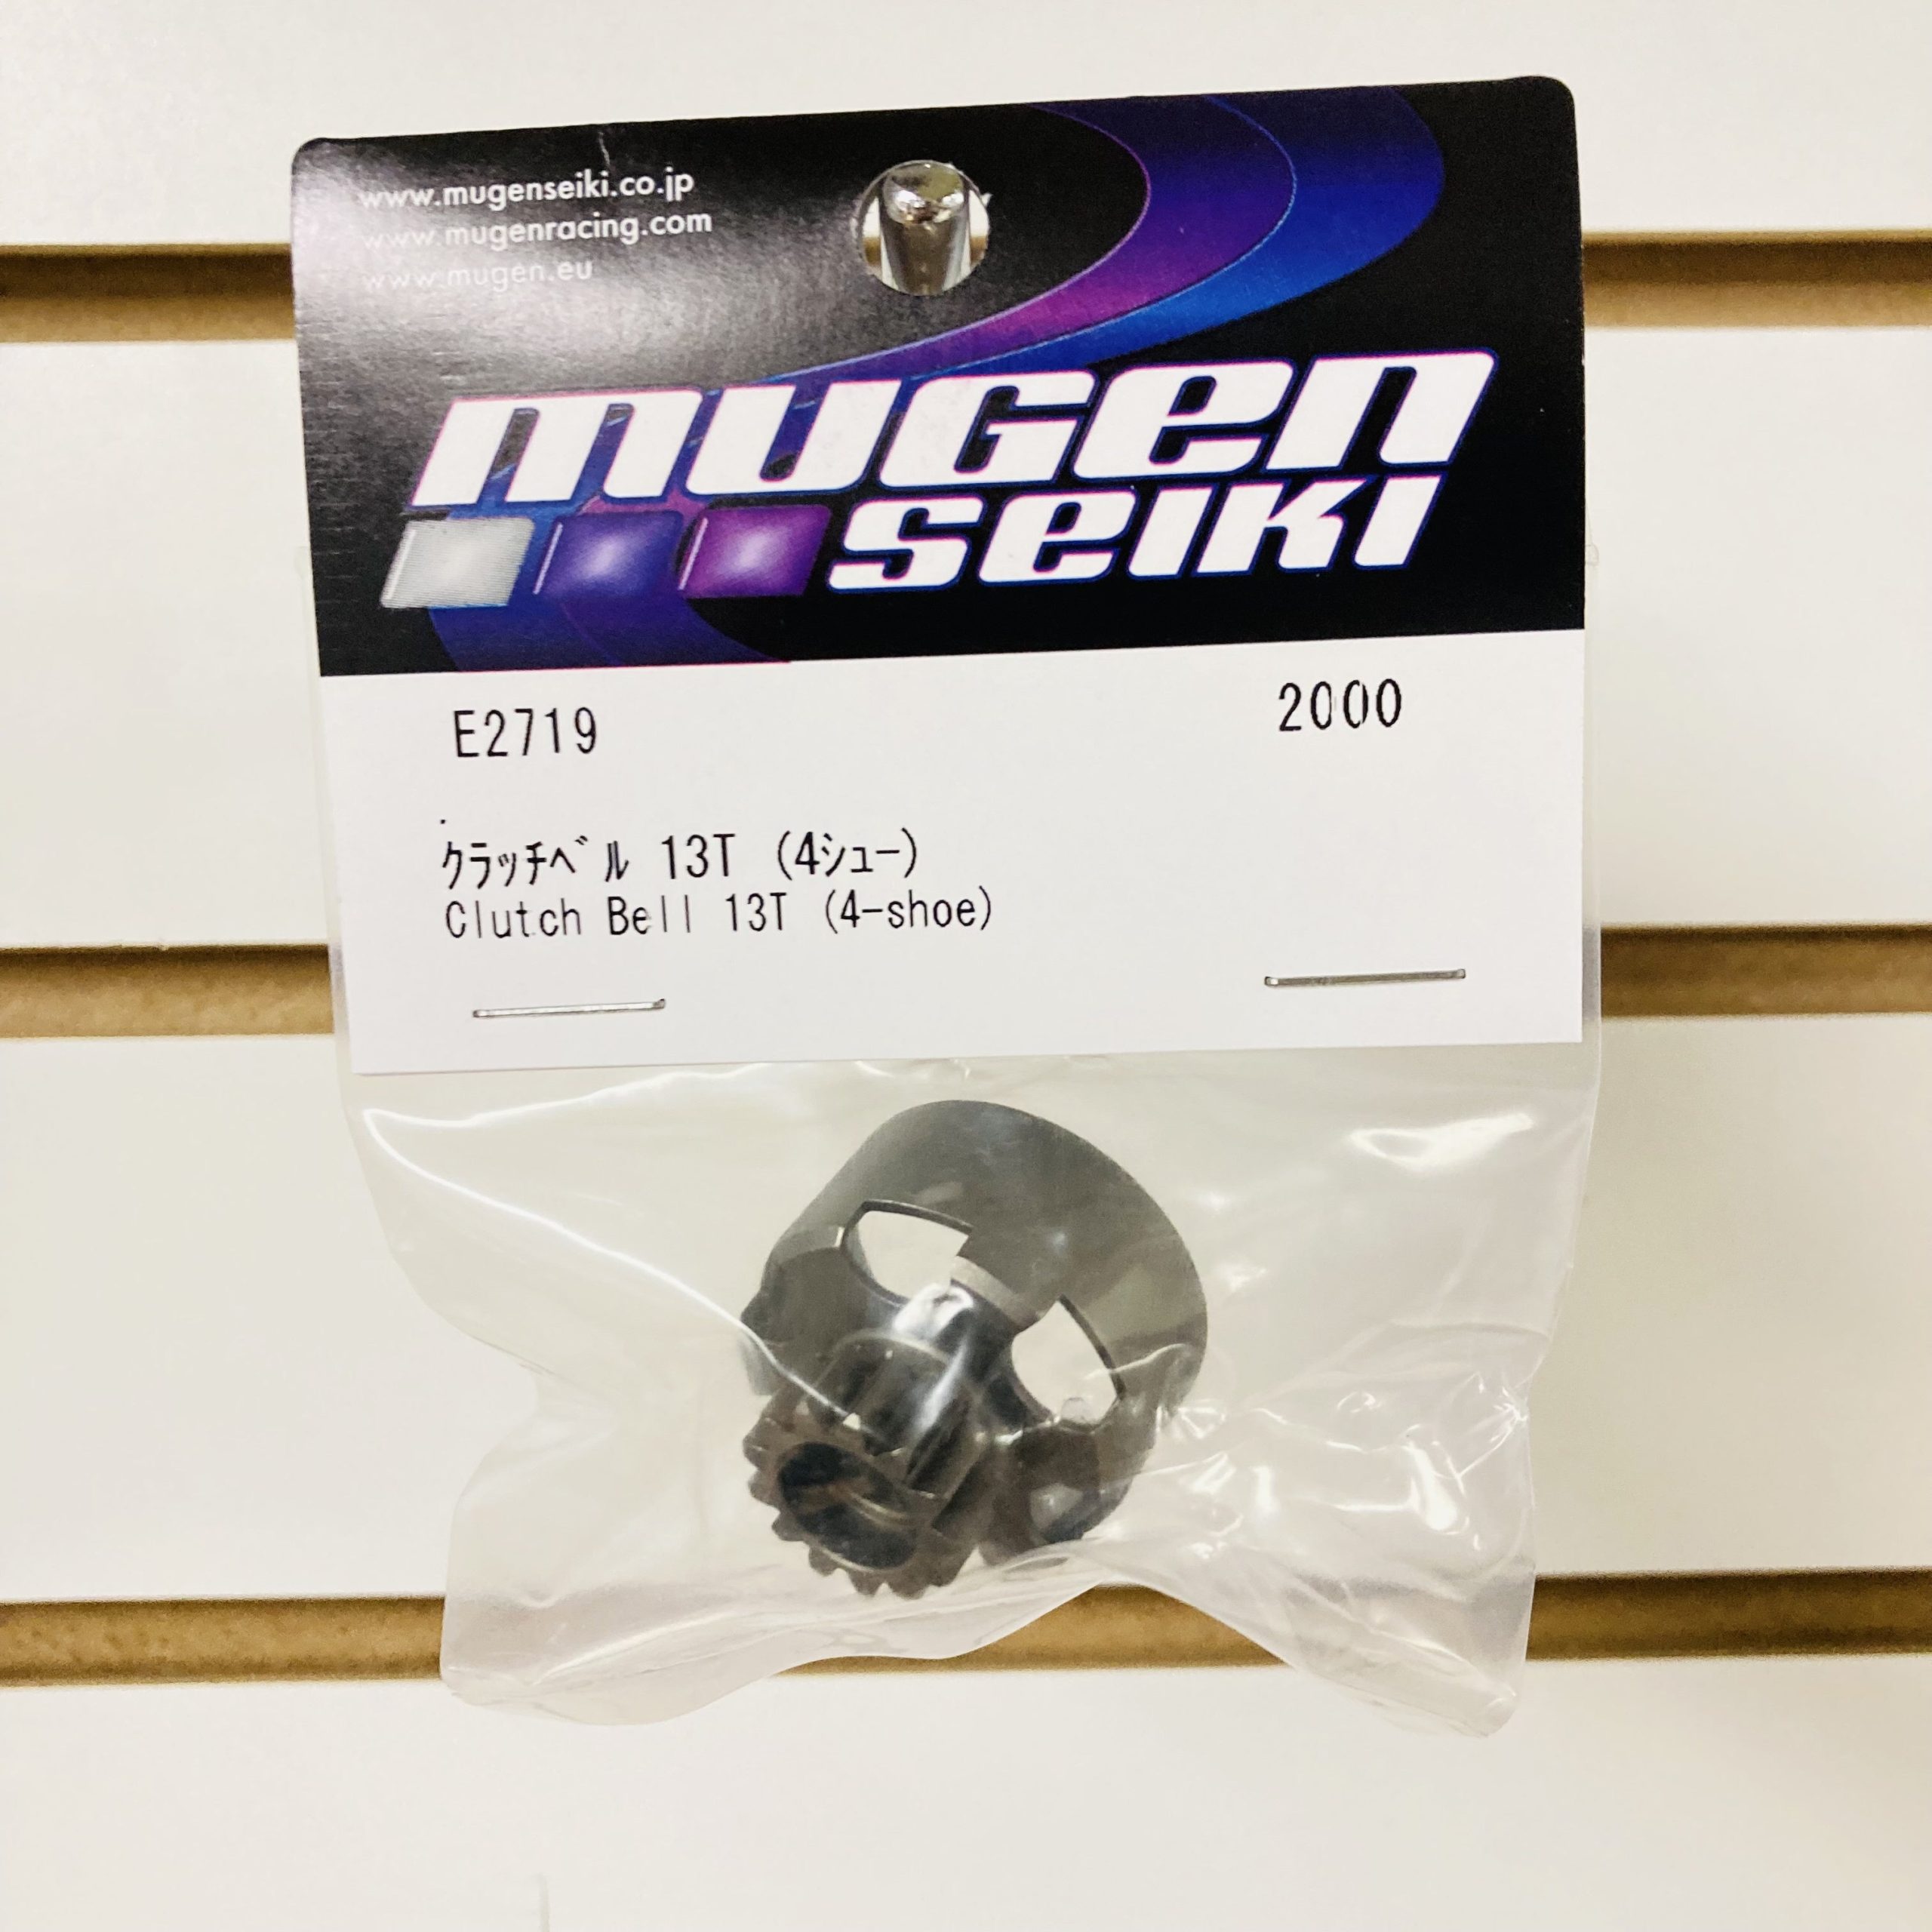 www.mugenseiki.co.jp
www.mugenracing.com
www.mugen.eu
mugen
seiki
E2719 2000
ｸﾗｯﾁﾍﾞﾙ 13T (4ｼｭｰ)
Clutch Bell 13T (4-shoe)